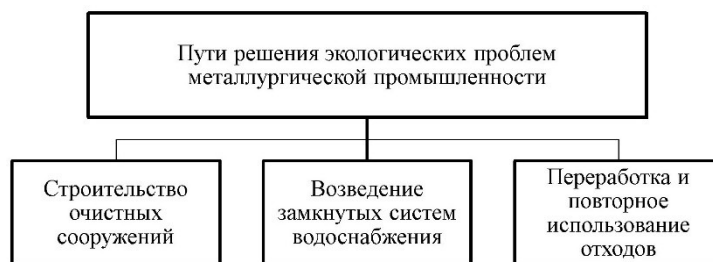 Пути решения экологических проблем
металлургической промышленности
Строительство
очистных
сооружений
Возведение
замкнутых систем
водоснабжения
Переработка и
повторное
использование
отходов